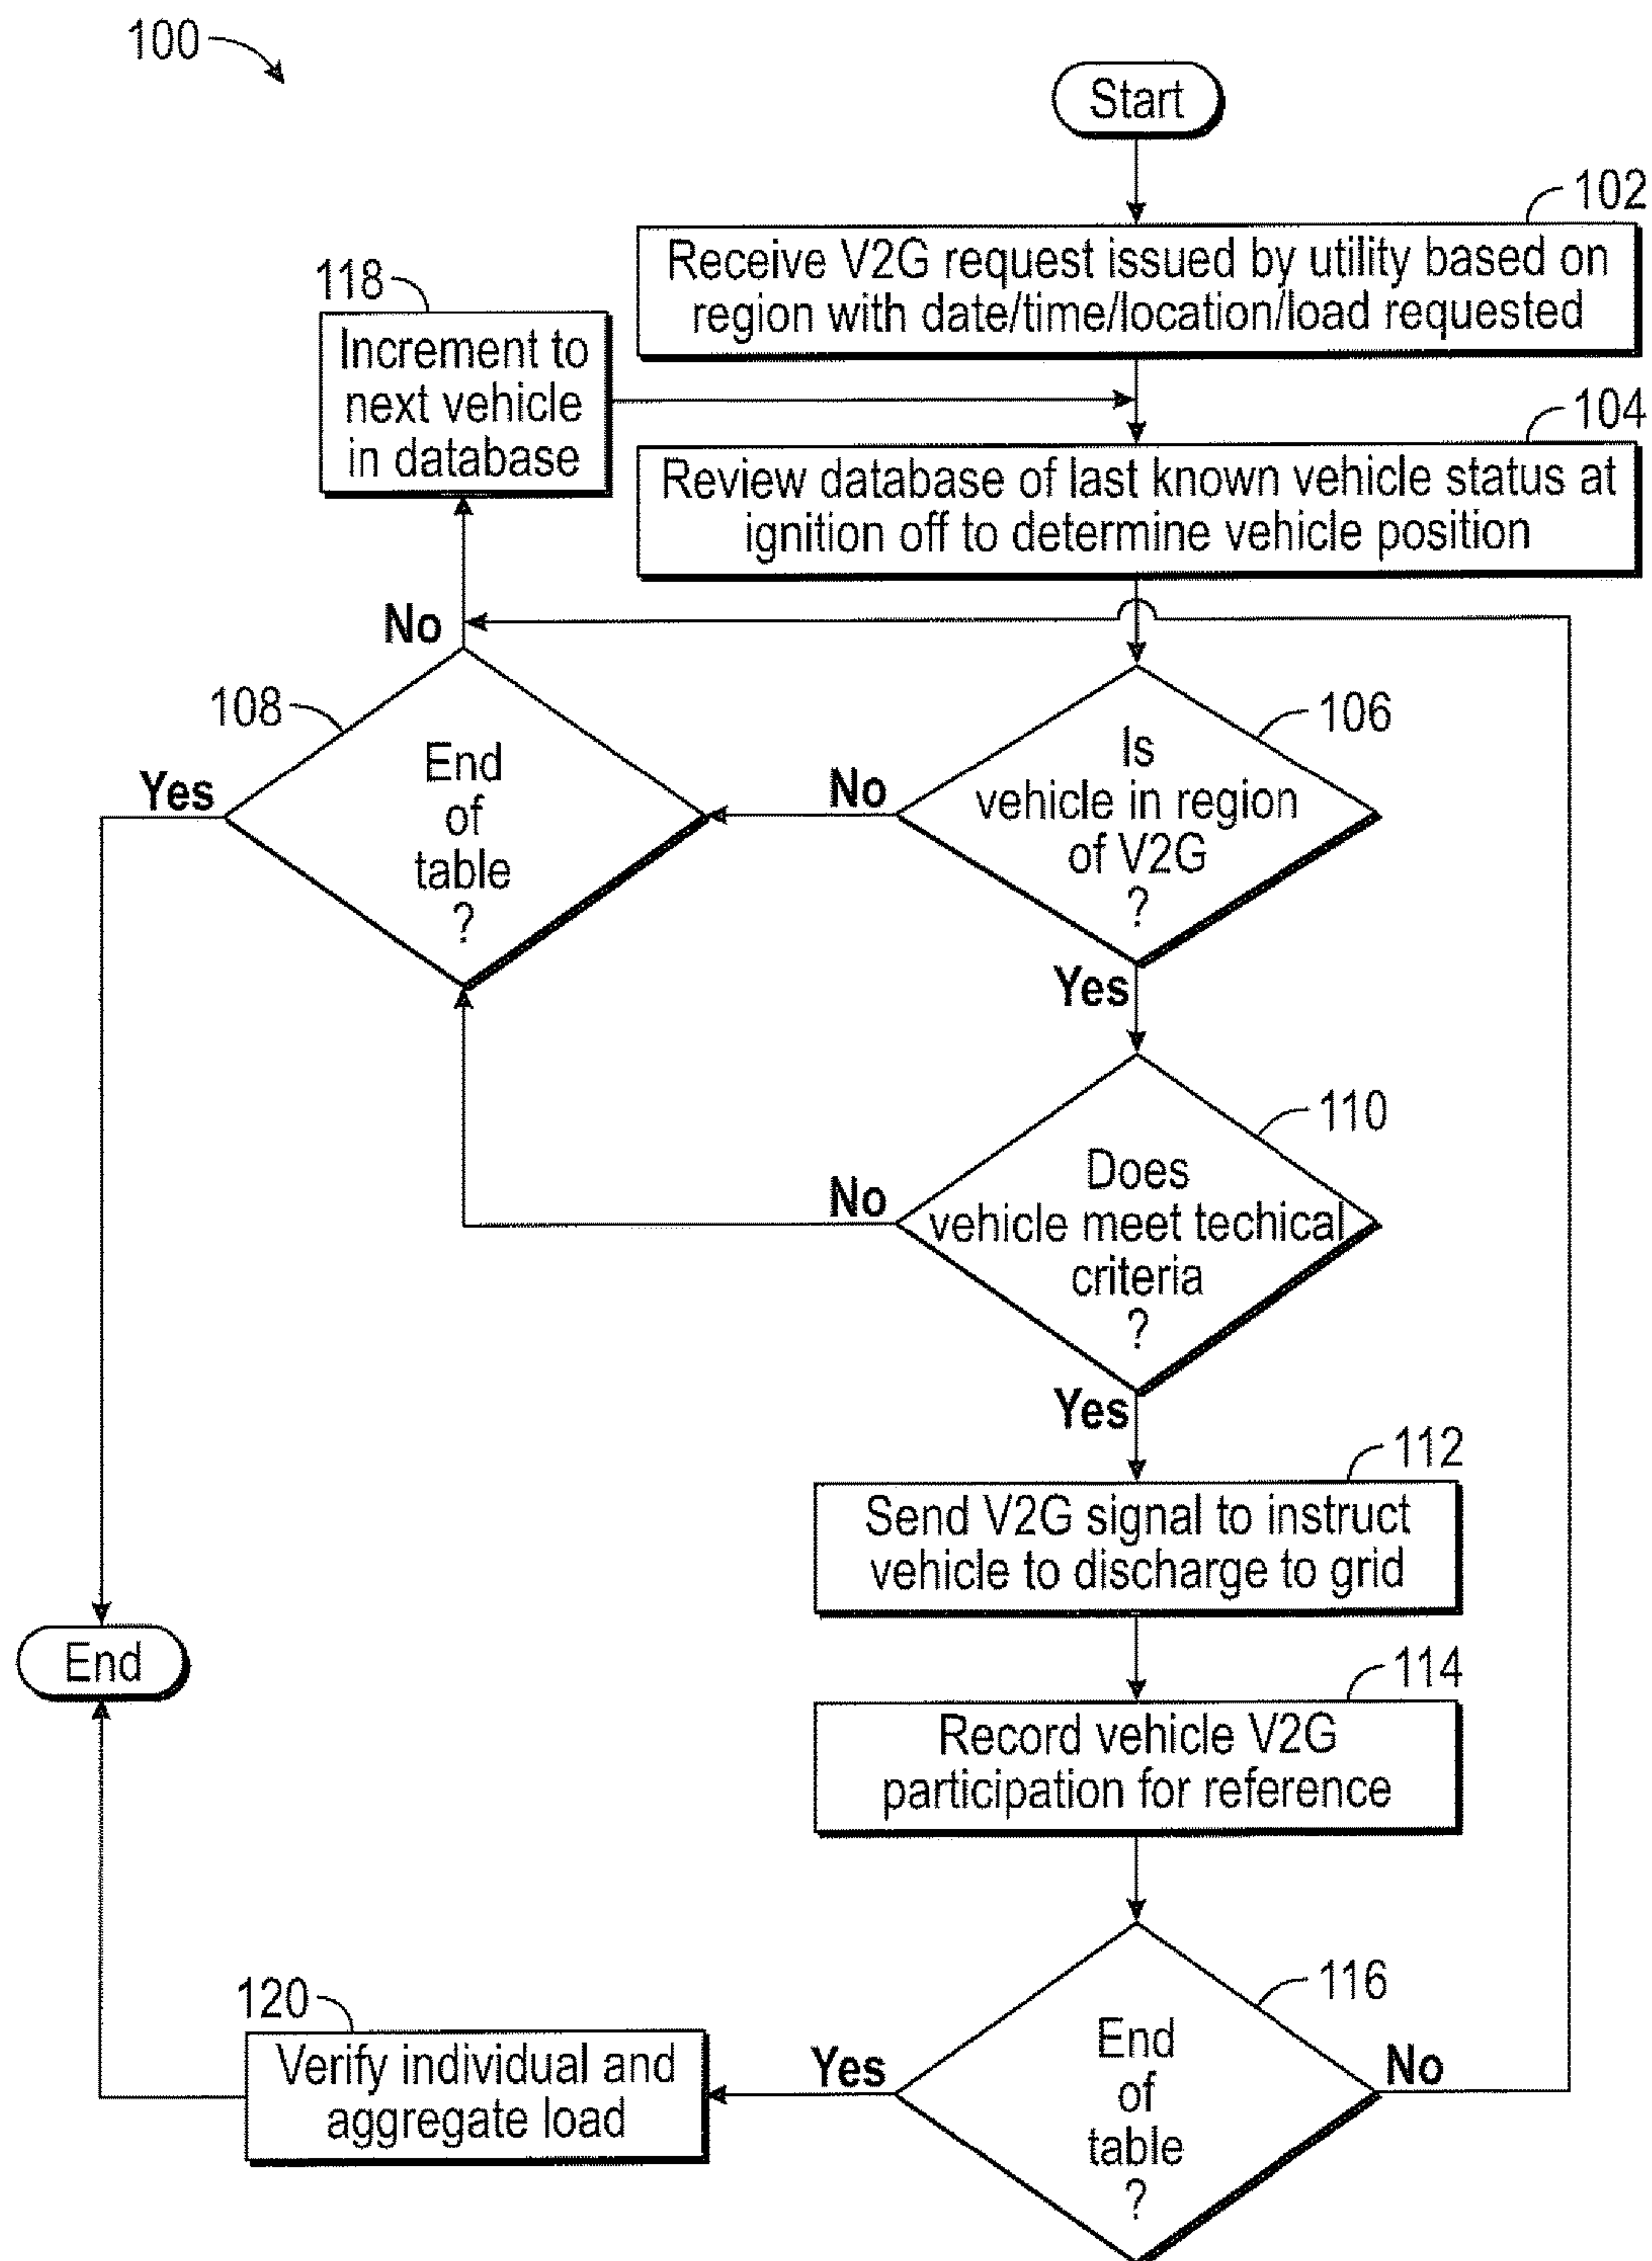 100
Start
102
Receive V2G request issued by utility based on
region with date/time/location/load requested
118
Increment to
next vehicle
in database
104
Review database of last known vehicle status at
ignition off to determine vehicle position
No
108
End
of
table
?
Yes
106
Is
vehicle in region
of V2G
?
No
Yes
110
Does
vehicle meet techical
criteria
?
No
Yes
112
Send V2G signal to instruct
vehicle to discharge to grid
End
114
Record vehicle V2G
participation for reference
116
End
of
table
?
Yes
No
120
Verify individual and
aggregate load